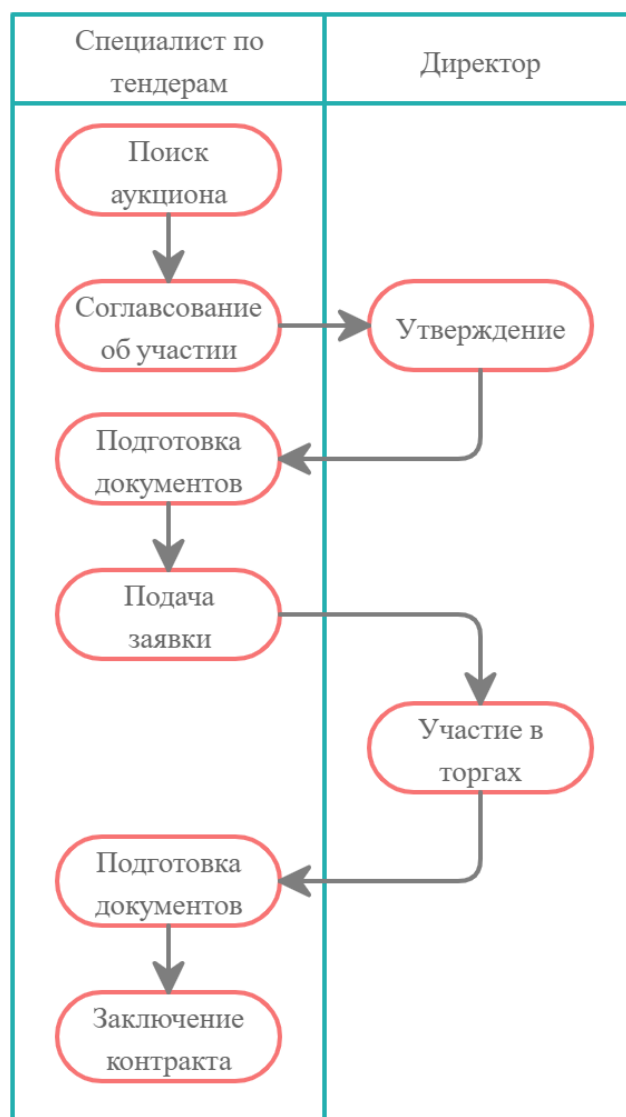 Специалист по
тендерам
Директор
Поиск
аукциона
Соглавсование
об участии
Утверждение
Подготовка
документов
Подача
заявки
Участие в
торгах
Подготовка
документов
Заключение
контракта